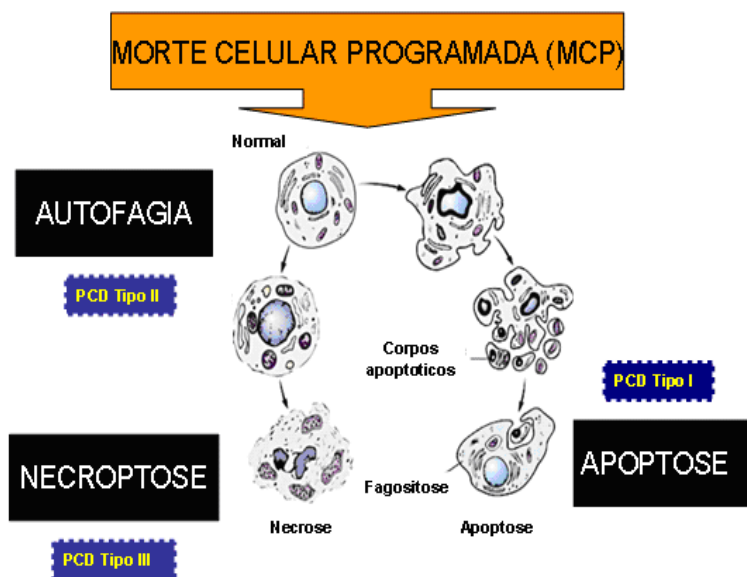 MORTE CELULAR PROGRAMADA (MCP)
Normal
AUTOFAGIA
PCD Tipo II
Corpos
apoptoticos
PCD Tipo I
NECROPTOSE
APOPTOSE
Fagositose
Necrose
Apoptose
PCD Tipo III